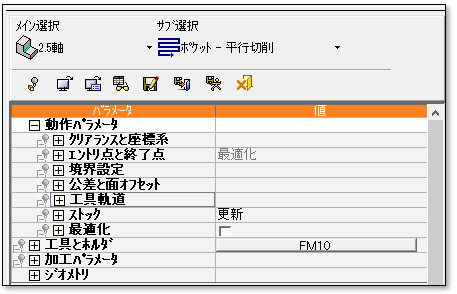 メイン選択 サブ選択
2.5軸 ポケット - 平行切削
パラメータ 値
動作パラメータ
クリアランスと座標系
エントリ点と終了点 最適化
境界設定
公差と面オフセット
工具軌道
ストック 更新
最適化
工具とホルダ FM10
加工パラメータ
ジオメトリ